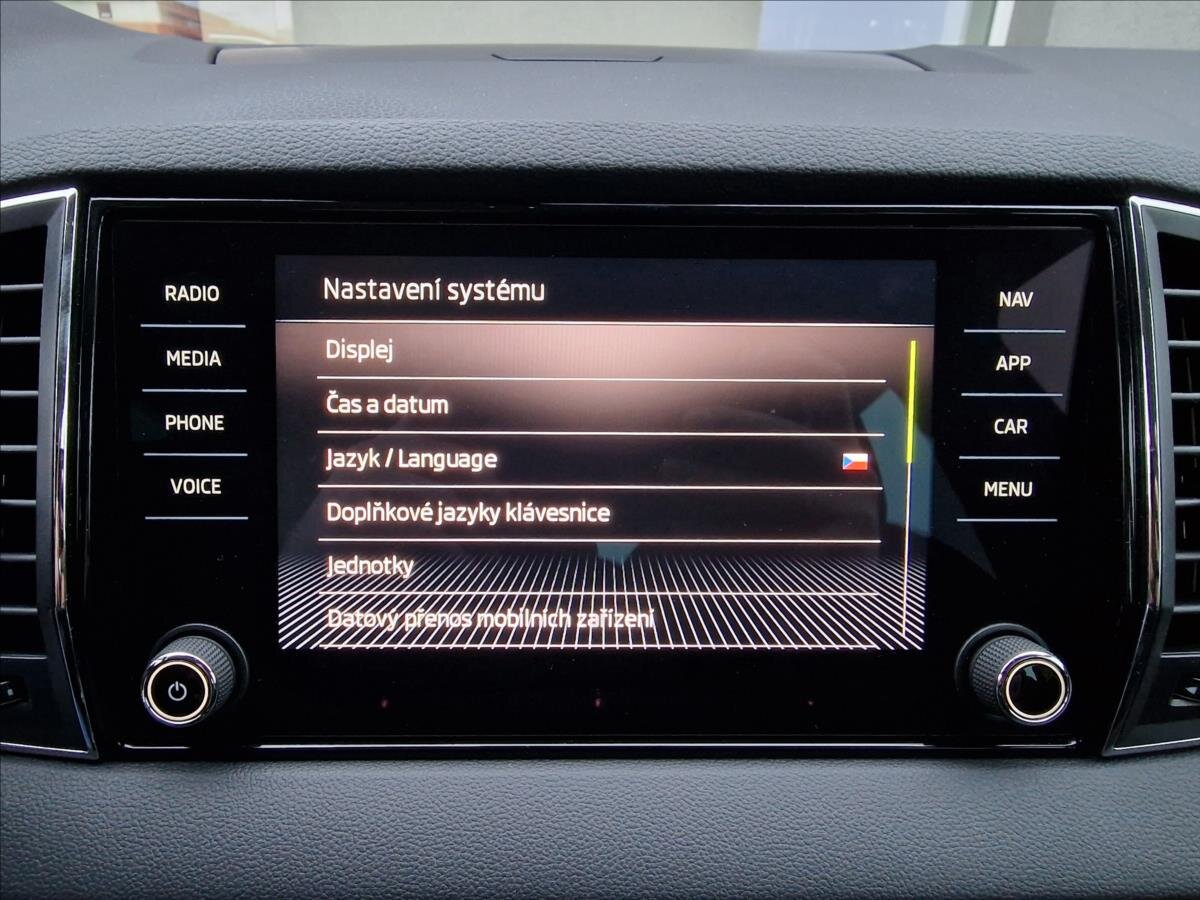 RADIO
MEDIA
PHONE
VOICE
Nastavení systému
Displej
Čas a datum
Jazyk / Language
Doplňkové jazyky klávesnice
Jednotky
Datový přenos mobilních zařízení
NAV
APP
CAR
MENU